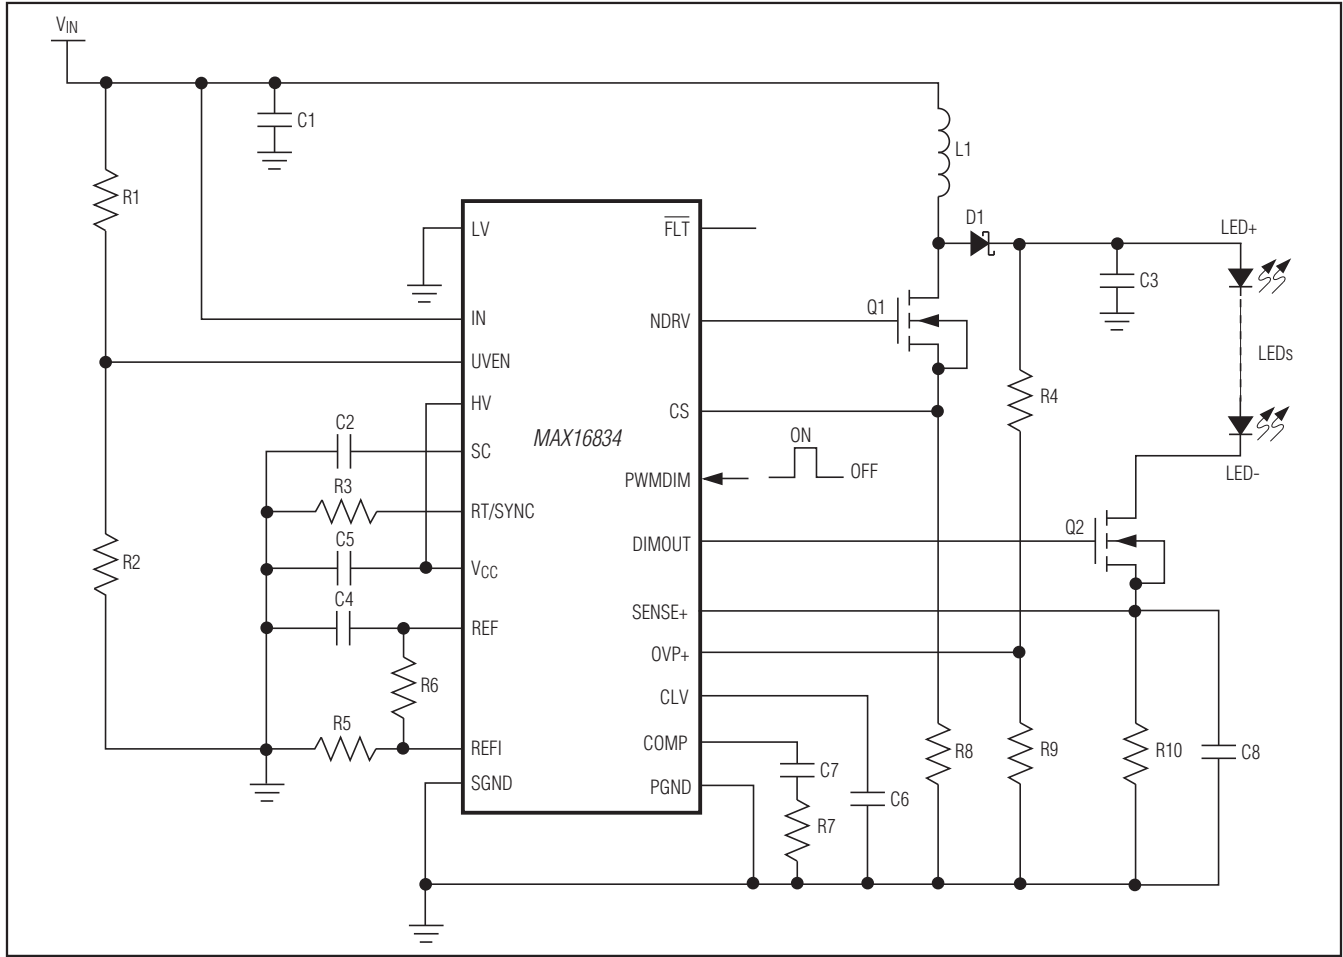 VIN
C1
R1
L1
D1
LED+
LV
FLT
C3
IN
NDRV
Q1
UVEN
LEDs
HV
CS
R4
C2
MAX16834
ON
SC
OFF
PWMDIM
LED-
R3
RT/SYNC
Q2
C5
DIMOUT
R2
VCC
C4
SENSE+
REF
OVP+
R6
CLV
R5
REFI
COMP
R8
R9
R10
C8
C7
SGND
PGND
C6
R7